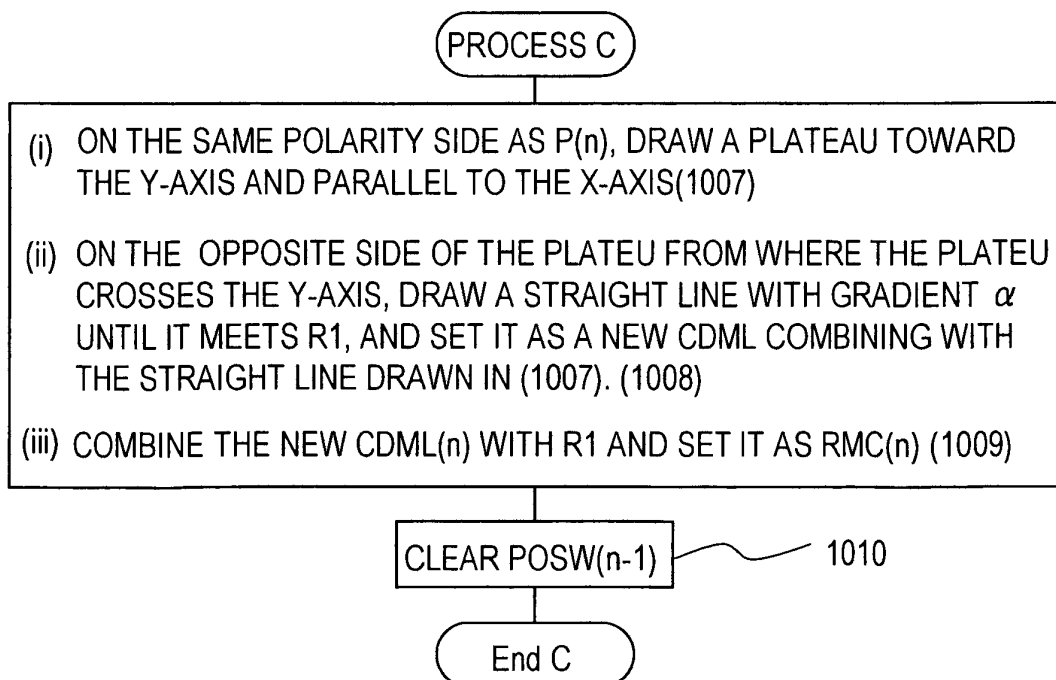 PROCESS C
(i) ON THE SAME POLARITY SIDE AS P(n), DRAW A PLATEAU TOWARD
THE Y-AXIS AND PARALLEL TO THE X-AXIS(1007)
(ii) ON THE OPPOSITE SIDE OF THE PLATEU FROM WHERE THE PLATEU
CROSSES THE Y-AXIS, DRAW A STRAIGHT LINE WITH GRADIENT α
UNTIL IT MEETS R1, AND SET IT AS A NEW CDML COMBINING WITH
THE STRAIGHT LINE DRAWN IN (1007). (1008)
(iii) COMBINE THE NEW CDML(n) WITH R1 AND SET IT AS RMC(n) (1009)
CLEAR POSW(n-1) 1010
End C